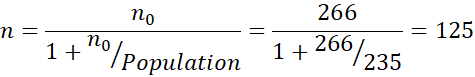 n = n₀ / (1 + n₀/Population) = 266 / (1 + 266/235) = 125